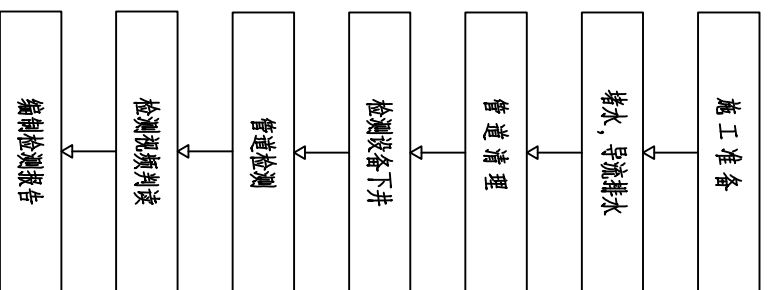 施工准备
堵水，导流排水
管道清理
检测设备下井
管道检测
检测视频判读
编制检测报告